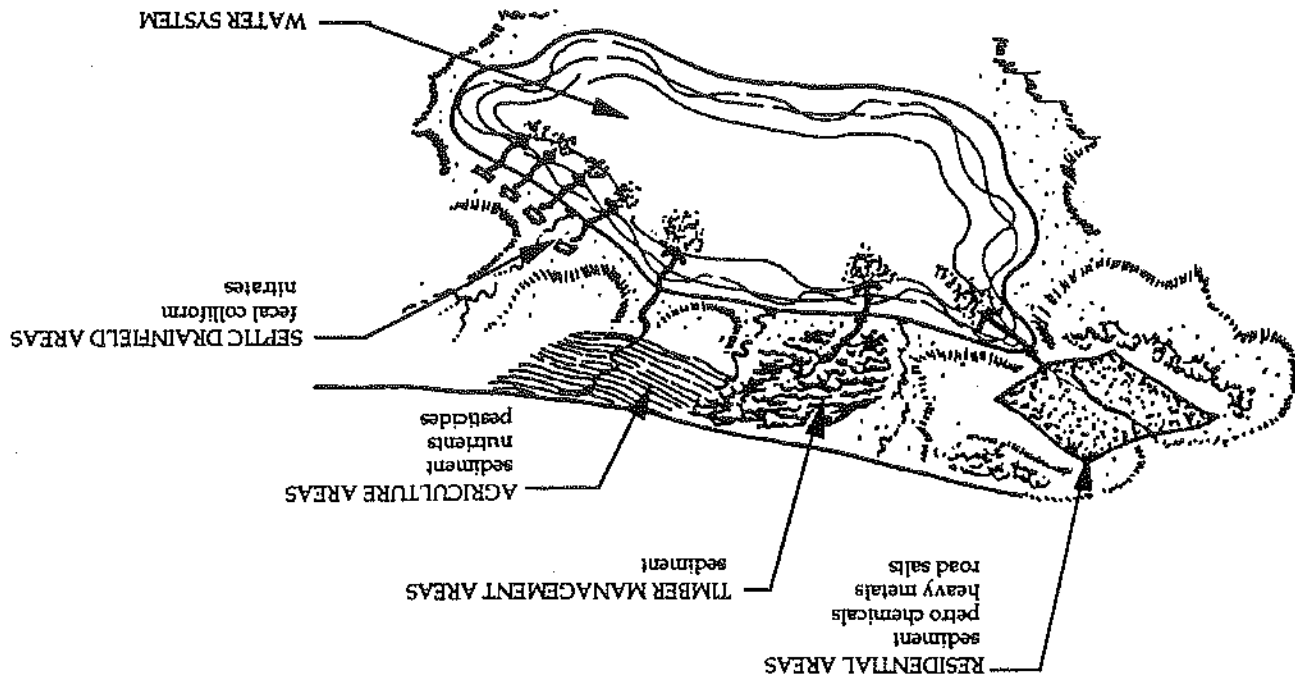 RESIDENTIAL AREAS
sediment
petro chemicals
heavy metals
road salts
TIMBER MANAGEMENT AREAS
sediment
AGRICULTURE AREAS
sediment
nutrients
pesticides
SEPTIC DRAINFIELD AREAS
fecal colliform
nitrates
WATER SYSTEM